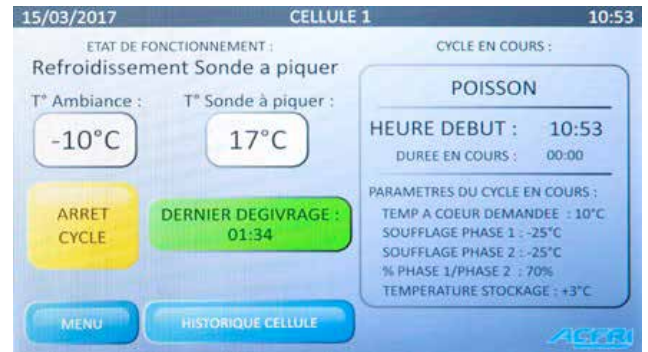 15/03/2017 CELLULE 1 10:53
ETAT DE FONCTIONNEMENT :
Refroidissement Sonde a piquer
T° Ambiance : T° Sonde à piquer :
-10°C 17°C
ARRET
CYCLE
DERNIER DEGIVRAGE :
01:34
MENU HISTORIQUE CELLULE
CYCLE EN COURS :
POISSON
HEURE DEBUT : 10:53
DUREE EN COURS : 00:00
PARAMETRES DU CYCLE EN COURS :
TEMP A COEUR DEMANDEE : 10°C
SOUFFLAGE PHASE 1 : -25°C
SOUFFLAGE PHASE 2 : -25°C
% PHASE 1/PHASE 2 : 70%
TEMPERATURE STOCKAGE : +3°C
ACFRI